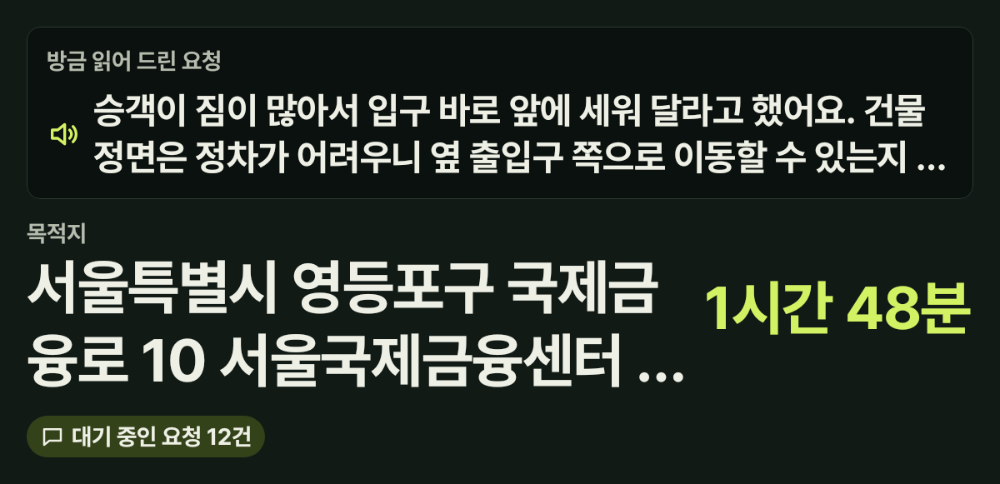 방금 읽어 드린 요청
승객이 짐이 많아서 입구 바로 앞에 세워 달라고 했어요. 건물
정면은 정차가 어려우니 옆 출입구 쪽으로 이동할 수 있는지 ...
목적지
서울특별시 영등포구 국제금
융로 10 서울국제금융센터 ...
1시간 48분
대기 중인 요청 12건